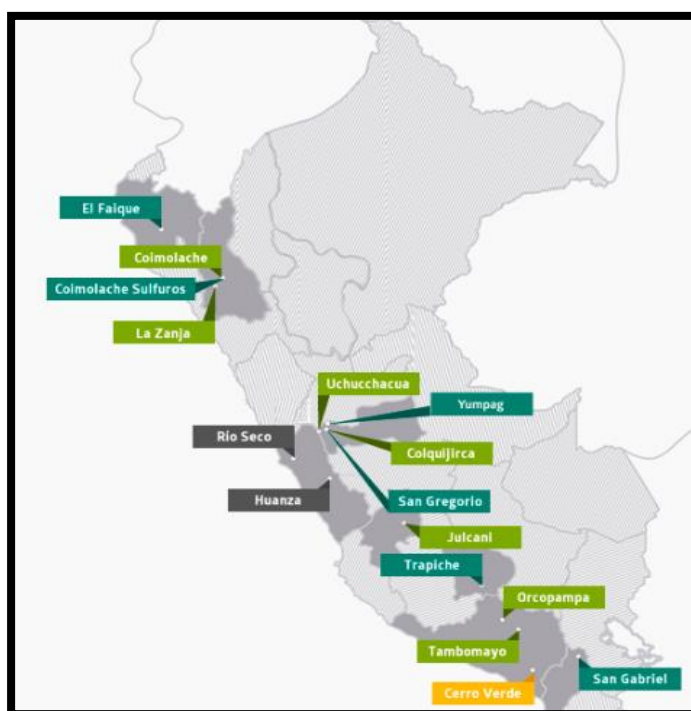 El Faique
Coimolache
Coimolache Sulfuros
La Zanja
Uchucchacua
Yumpag
Río Seco
Colquijirca
Huanza
San Gregorio
Julcani
Trapiche
Orcopampa
Tambomayo
San Gabriel
Cerro Verde